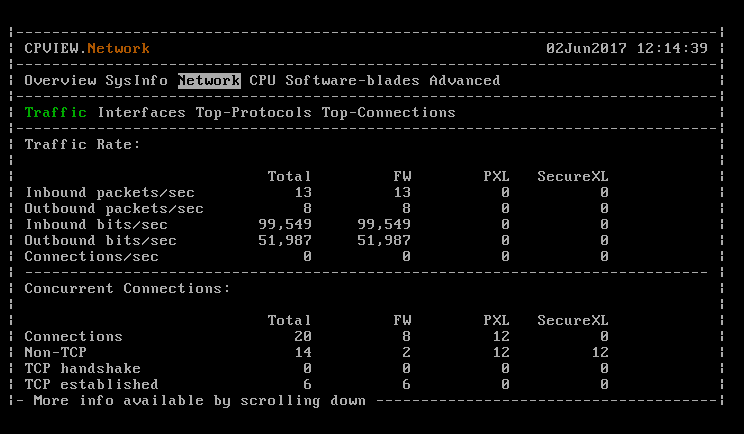 CPVIEW.Network 02Jun2017 12:14:39
Overview SysInfo Network CPU Software-blades Advanced
Traffic Interfaces Top-Protocols Top-Connections
Traffic Rate:
Total FW PXL SecureXL
Inbound packets/sec 13 13 0 0
Outbound packets/sec 8 8 0 0
Inbound bits/sec 99,549 99,549 0 0
Outbound bits/sec 51,987 51,987 0 0
Connections/sec 0 0 0 0
Concurrent Connections:
Total FW PXL SecureXL
Connections 20 8 12 0
Non-TCP 14 2 12 12
TCP handshake 0 0 0 0
TCP established 6 6 0 0
- More info available by scrolling down